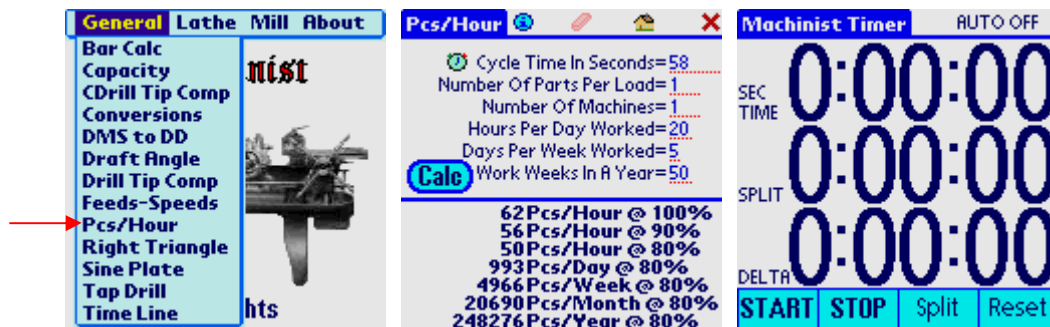 General Lathe Mill About
Bar Calc
Capacity
CDrill Tip Comp
Conversions
DMS to DD
Draft Angle
Drill Tip Comp
Feeds-Speeds
Pcs/Hour
Right Triangle
Sine Plate
Tap Drill
Time Line
nist
hts
Pcs/Hour
Cycle Time In Seconds=58
Number Of Parts Per Load=1
Number Of Machines=1
Hours Per Day Worked=20
Days Per Week Worked=5
Calc Work Weeks In A Year=50
62Pcs/Hour @ 100%
56Pcs/Hour @ 90%
50Pcs/Hour @ 80%
993Pcs/Day @ 80%
4966Pcs/Week @ 80%
20690Pcs/Month @ 80%
248276Pcs/Year @ 80%
Machinist Timer AUTO OFF
SEC TIME 0:00:00
SPLIT 0:00:00
DELTA 0:00:00
START STOP Split Reset